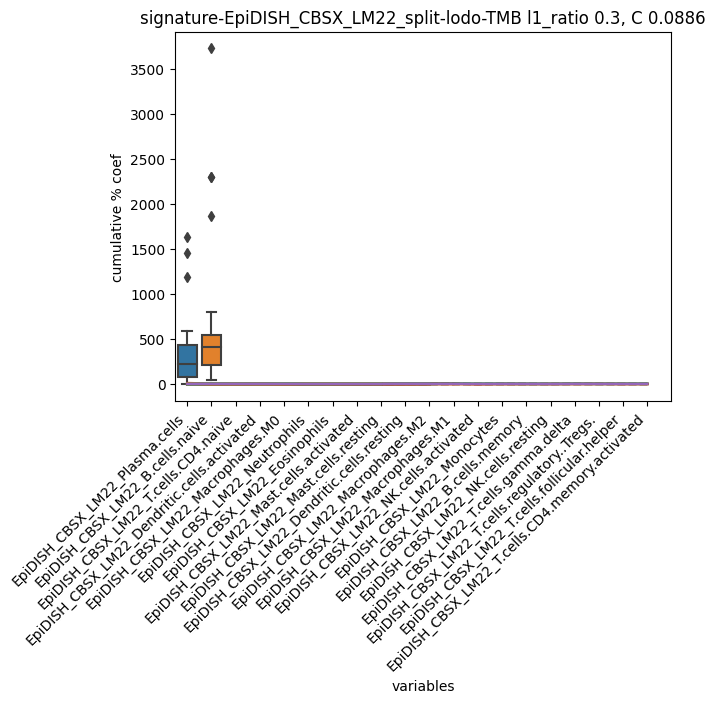 signature-EpiDISH_CBSX_LM22_split-lodo-TMB l1_ratio 0.3, C 0.0886
cumulative % coef
3500
3000
2500
2000
1500
1000
500
0
EpiDISH_CBSX_LM22_Plasma.cells
EpiDISH_CBSX_LM22_B.cells.naive
EpiDISH_CBSX_LM22_T.cells.CD4.naive
EpiDISH_CBSX_LM22_Dendritic.cells.activated
EpiDISH_CBSX_LM22_Macrophages.M0
EpiDISH_CBSX_LM22_Neutrophils
EpiDISH_CBSX_LM22_Eosinophils
EpiDISH_CBSX_LM22_Mast.cells.activated
EpiDISH_CBSX_LM22_Mast.cells.resting
EpiDISH_CBSX_LM22_Dendritic.cells.resting
EpiDISH_CBSX_LM22_Macrophages.M2
EpiDISH_CBSX_LM22_Macrophages.M1
EpiDISH_CBSX_LM22_NK.cells.activated
EpiDISH_CBSX_LM22_Monocytes
EpiDISH_CBSX_LM22_B.cells.memory
EpiDISH_CBSX_LM22_NK.cells.resting
EpiDISH_CBSX_LM22_T.cells.gamma.delta
EpiDISH_CBSX_LM22_T.cells.regulatory..Tregs.
EpiDISH_CBSX_LM22_T.cells.follicular.helper
EpiDISH_CBSX_LM22_T.cells.CD4.memory.activated
variables